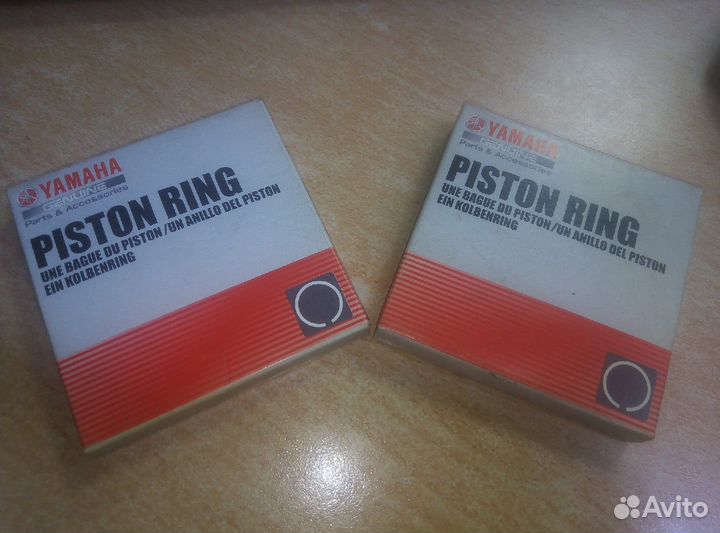 YAMAHA
GENUINE
Parts & Accessories
PISTON RING
UNE BAGUE DU PISTON/UN ANILLO DEL PISTON
EIN KOLBENRING
YAMAHA
GENUINE
Parts & Accessories
PISTON RING
UNE BAGUE DU PISTON/UN ANILLO DEL PISTON
EIN KOLBENRING
Avito